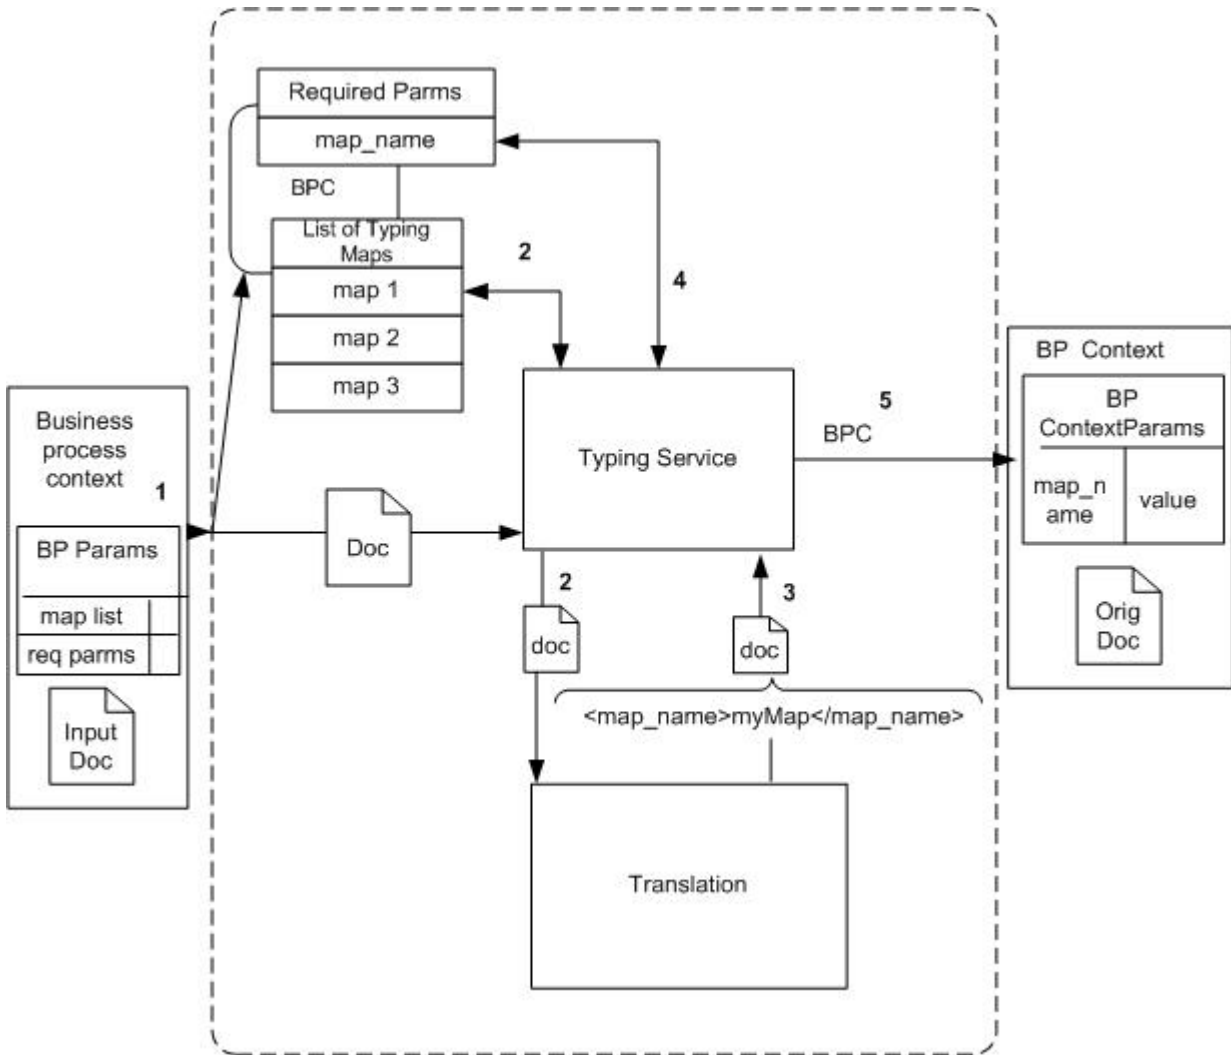 Required Parms
map_name
BPC
List of Typing
Maps
map 1
map 2
map 3
2
4
Business
process
context
1
BP Params
map list
req parms
Input
Doc
Doc
Typing Service
5
BPC
BP Context
BP
ContextParams
map_n
ame
value
Orig
Doc
2
doc
3
doc
<map_name>myMap</map_name>
Translation